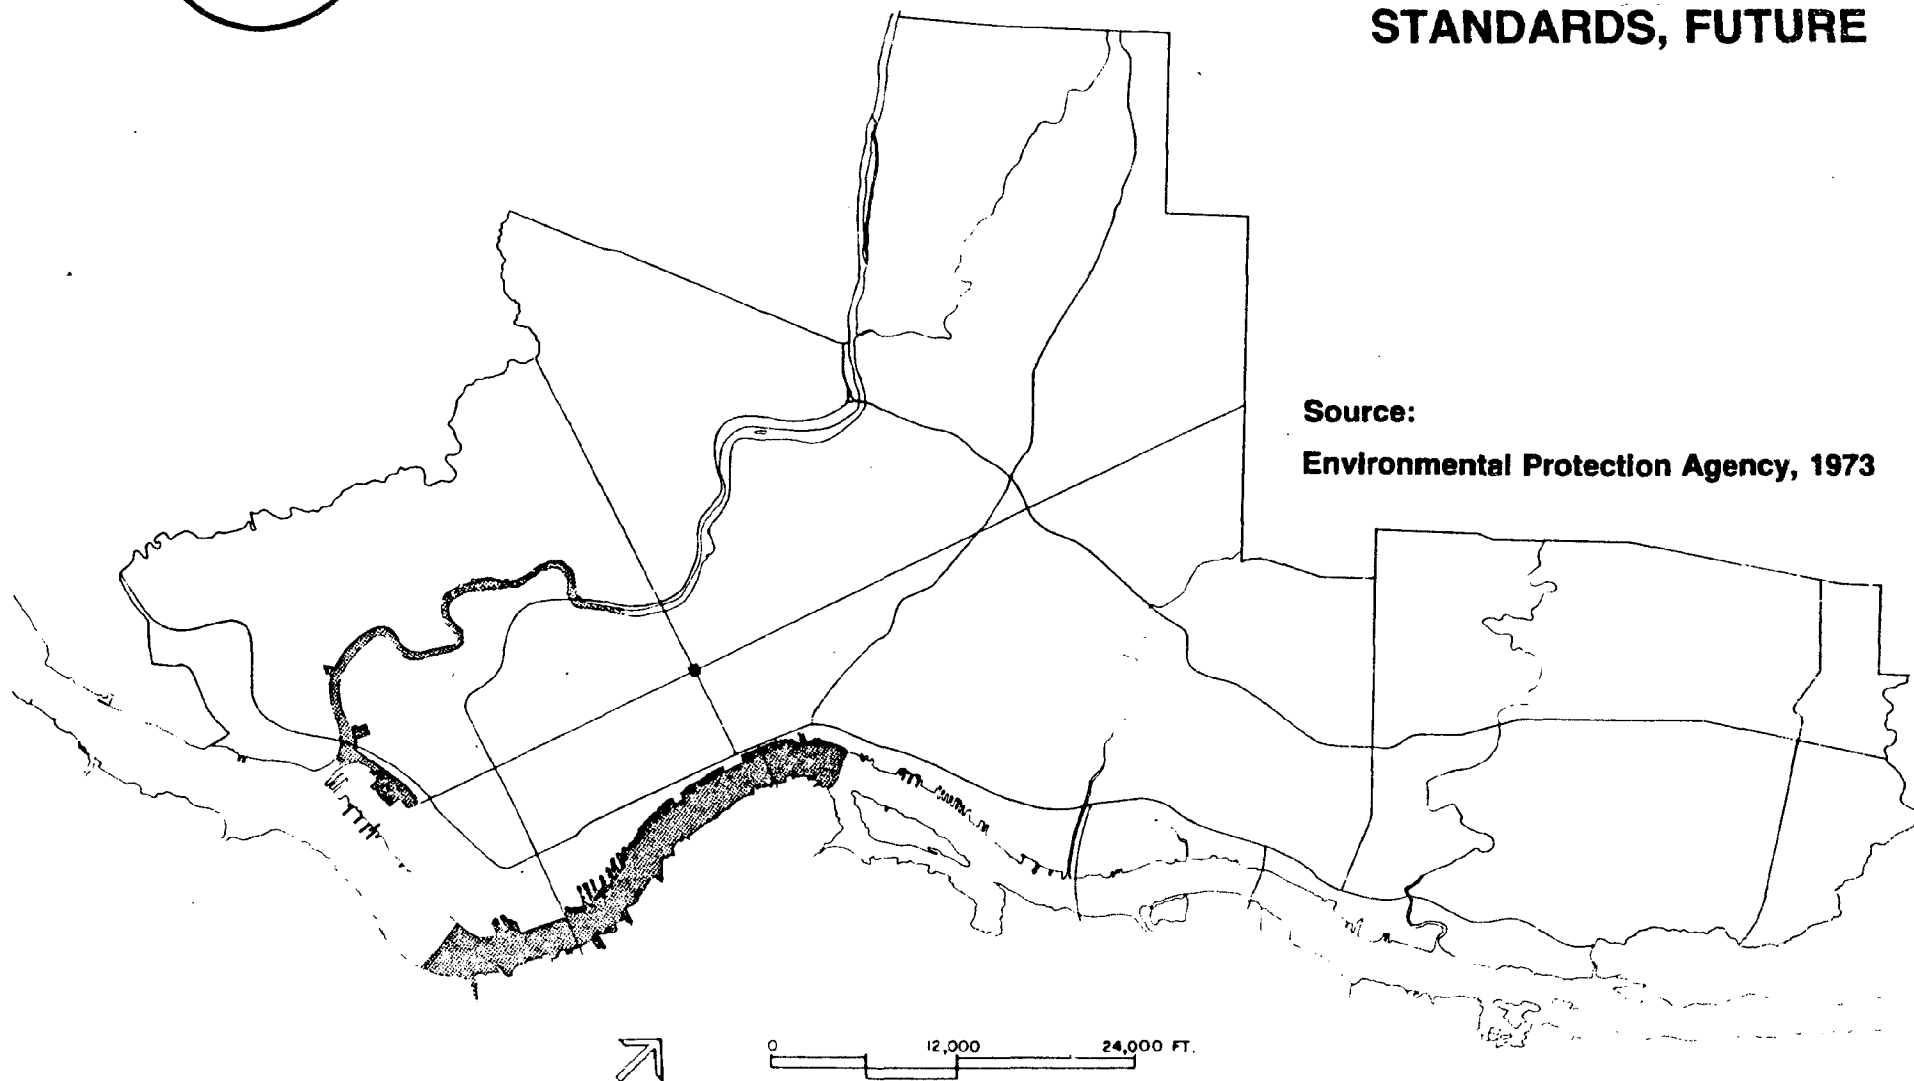 STANDARDS, FUTURE
Source:
Environmental Protection Agency, 1973
0 12,000 24,000 FT.